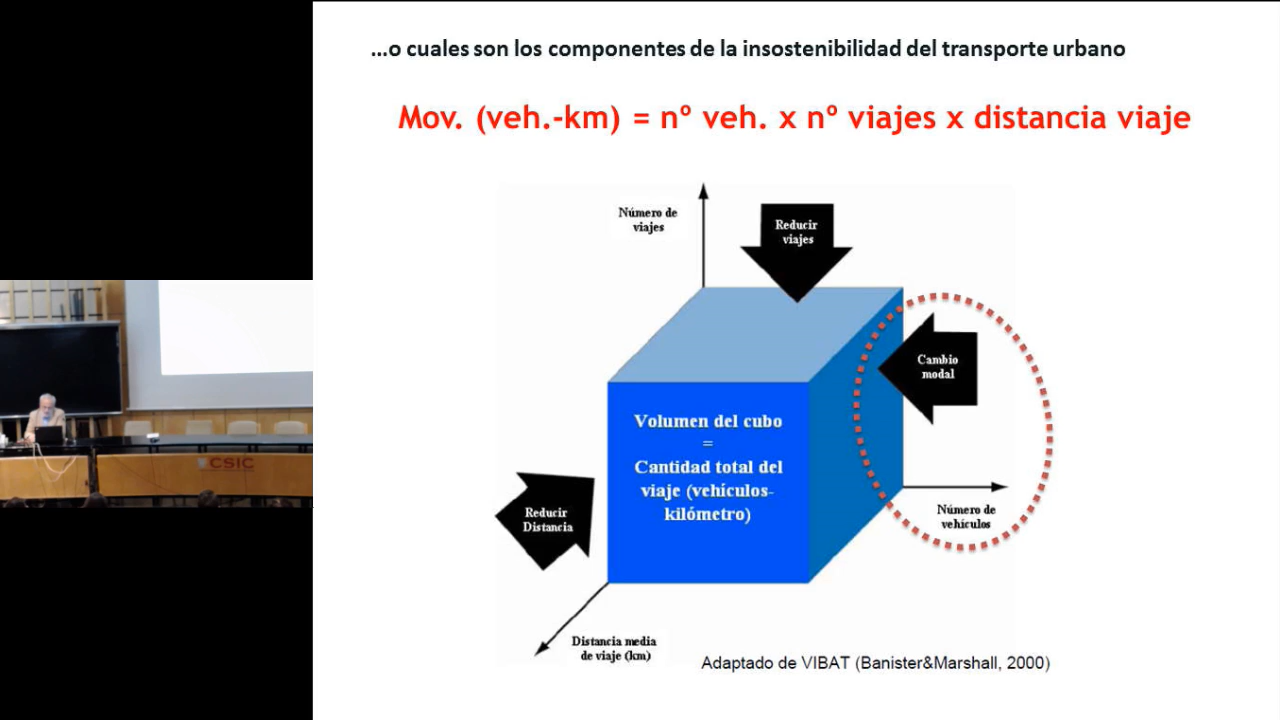 ...o cuales son los componentes de la insostenibilidad del transporte urbano
Mov. (veh.-km) = nº veh. x nº viajes x distancia viaje
Número de
viajes
Reducir
viajes
Cambio
modal
Volumen del cubo
=
Cantidad total del
viaje (vehículos-
kilómetro)
Reducir
Distancia
Número de
vehículos
Distancia media
de viaje (km)
Adaptado de VIBAT (Banister&Marshall, 2000)
CSIC